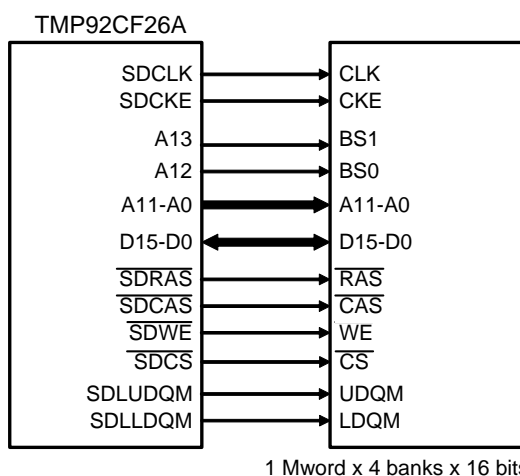 TMP92CF26A
SDCLK CLK
SDCKE CKE
A13 BS1
A12 BS0
A11-A0 A11-A0
D15-D0 D15-D0
SDRAS RAS
SDCAS CAS
SDWE WE
SDCS CS
SDLUDQM UDQM
SDLLDQM LDQM
1 Mword x 4 banks x 16 bits